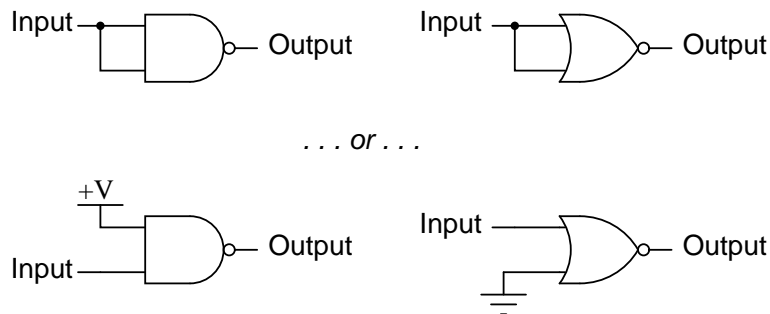 Input Output Input Output
. . . or . . .
+V
Input Output
Input Output